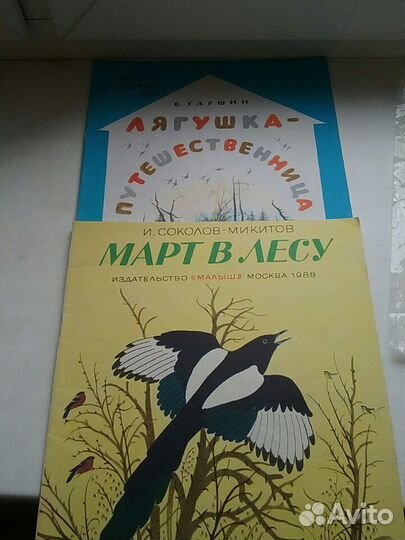 В. ГАРШИН
ЛЯГУШКА-
ПУТЕШЕСТВЕННИЦА
И. СОКОЛОВ-МИКИТОВ
МАРТ В ЛЕСУ
ИЗДАТЕЛЬСТВО «МАЛЫШ» МОСКВА 1988
Avito